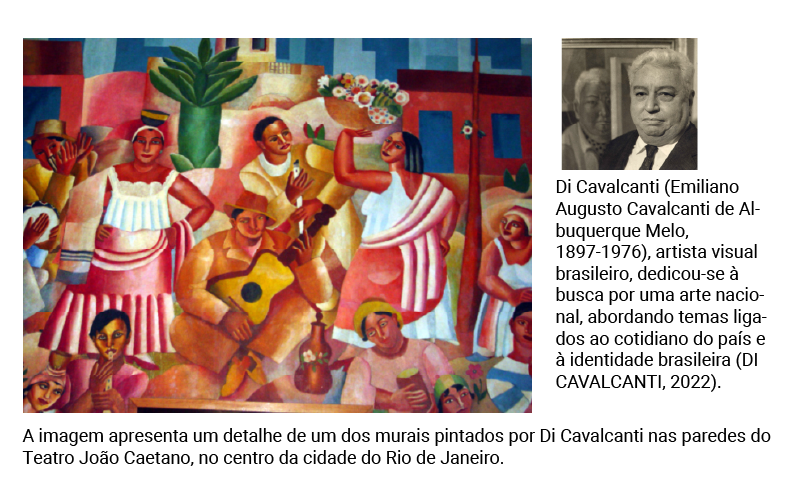 Di Cavalcanti (Emiliano
Augusto Cavalcanti de Al-
buquerque Melo,
1897-1976), artista visual
brasileiro, dedicou-se à
busca por uma arte nacio-
nal, abordando temas liga-
dos ao cotidiano do país e
à identidade brasileira (DI
CAVALCANTI, 2022).
A imagem apresenta um detalhe de um dos murais pintados por Di Cavalcanti nas paredes do
Teatro João Caetano, no centro da cidade do Rio de Janeiro.